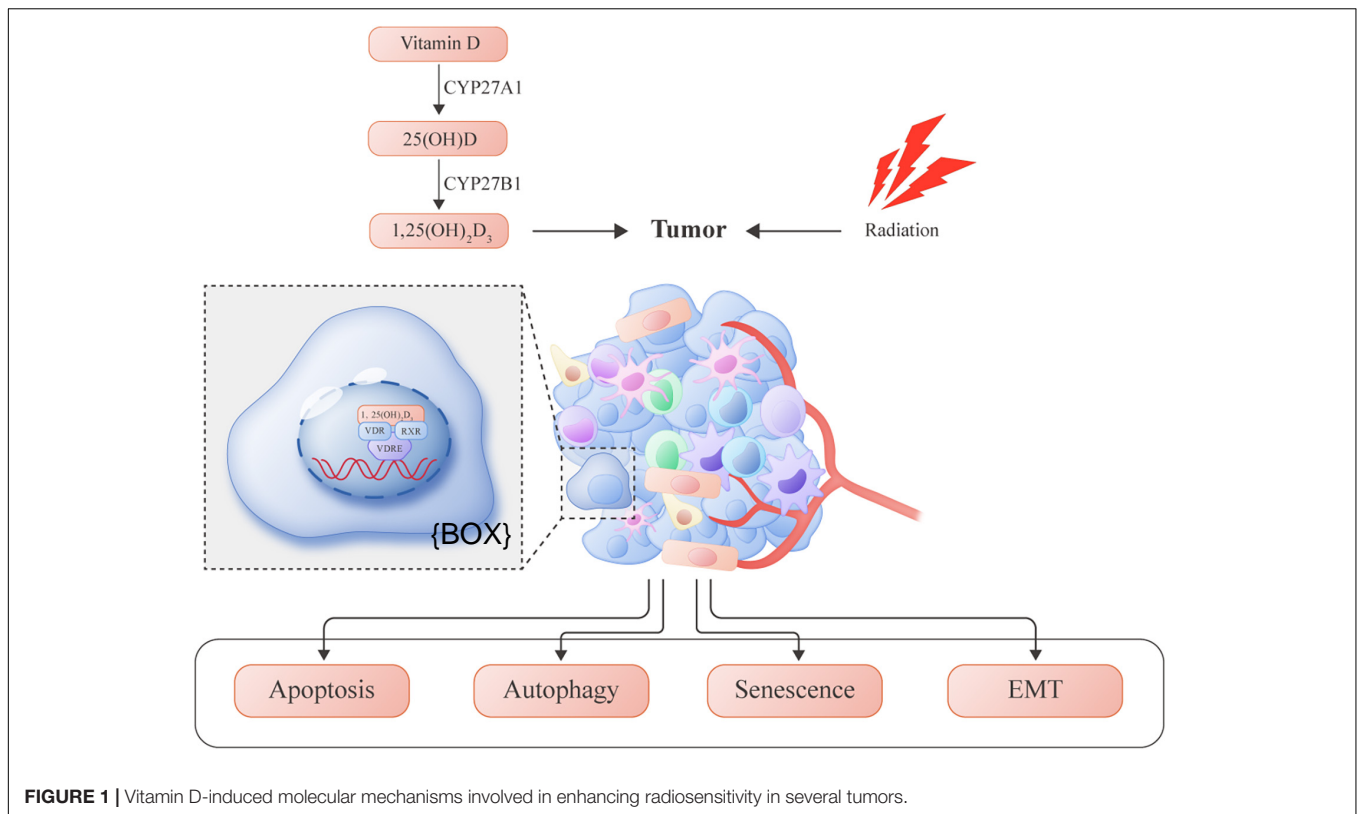 Vitamin D
CYP27A1
25(OH)D
CYP27B1
1,25(OH)₂D₃
Tumor
Radiation
1, 25(OH)₂D₃
VDR
RXR
VDRE
{BOX}
Apoptosis
Autophagy
Senescence
EMT
FIGURE 1 | Vitamin D-induced molecular mechanisms involved in enhancing radiosensitivity in several tumors.